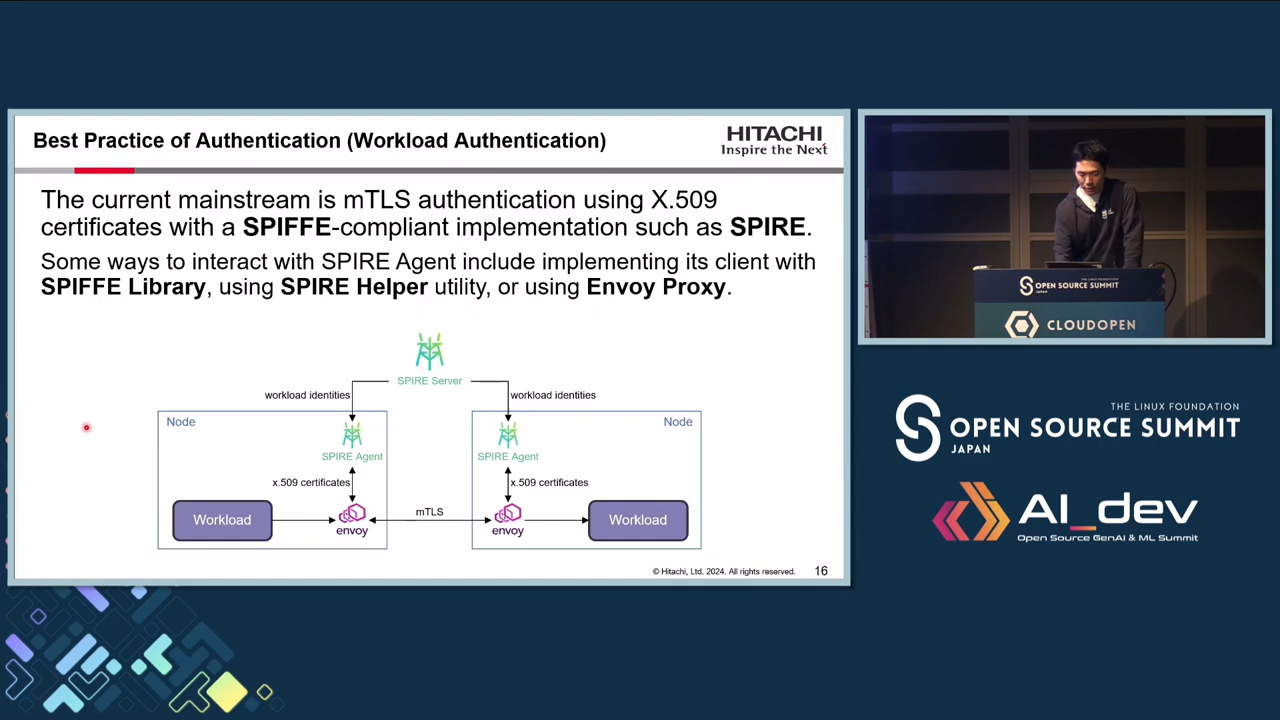 Best Practice of Authentication (Workload Authentication)
HITACHI
Inspire the Next
The current mainstream is mTLS authentication using X.509
certificates with a SPIFFE-compliant implementation such as SPIRE.
Some ways to interact with SPIRE Agent include implementing its client with
SPIFFE Library, using SPIRE Helper utility, or using Envoy Proxy.
SPIRE Server
workload identities
workload identities
Node
Node
SPIRE Agent
SPIRE Agent
x.509 certificates
x.509 certificates
Workload
envoy
mTLS
envoy
Workload
© Hitachi, Ltd. 2024. All rights reserved.
16
THE LINUX FOUNDATION
OPEN SOURCE SUMMIT
JAPAN
CLOUDOPEN
THE LINUX FOUNDATION
OPEN SOURCE SUMMIT
JAPAN
AI_dev
Open Source GenAI & ML Summit